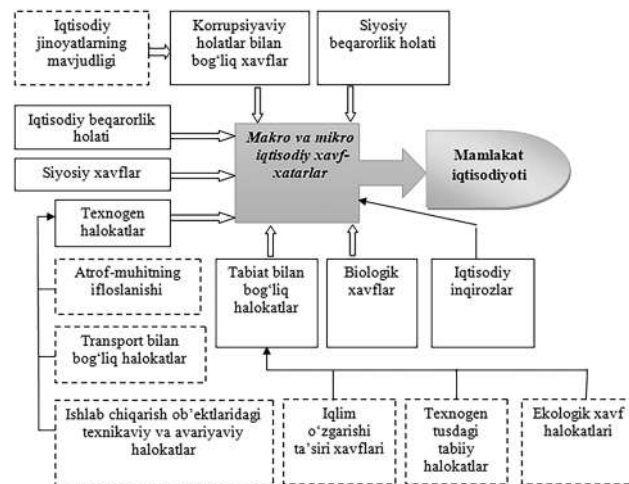 Iqtisodiy
jinoyatlarning
mavjudligi
Korrupsiyaviy
holatlar bilan
bog‘liq xavflar
Siyosiy
beqarorlik holati
Iqtisodiy beqarorlik
holati
Makro va mikro
iqtisodiy xavf-
xatarlar
Mamlakat
iqtisodiyoti
Siyosiy xavflar
Texnogen
halokatlar
Atrof-muhitning
ifloslanishi
Tabiat bilan
bog‘liq
halokatlar
Biologik
xavflar
Iqtisodiy
inqirozlar
Transport bilan
bog‘liq halokatlar
Ishlab chiqarish ob’ektlaridagi
texnikaviy va avariyaviy
halokatlar
Iqlim
o‘zgarishi
ta’siri xavflari
Texnogen
tusdagi
tabiiy
halokatlar
Ekologik xavf
halokatlari